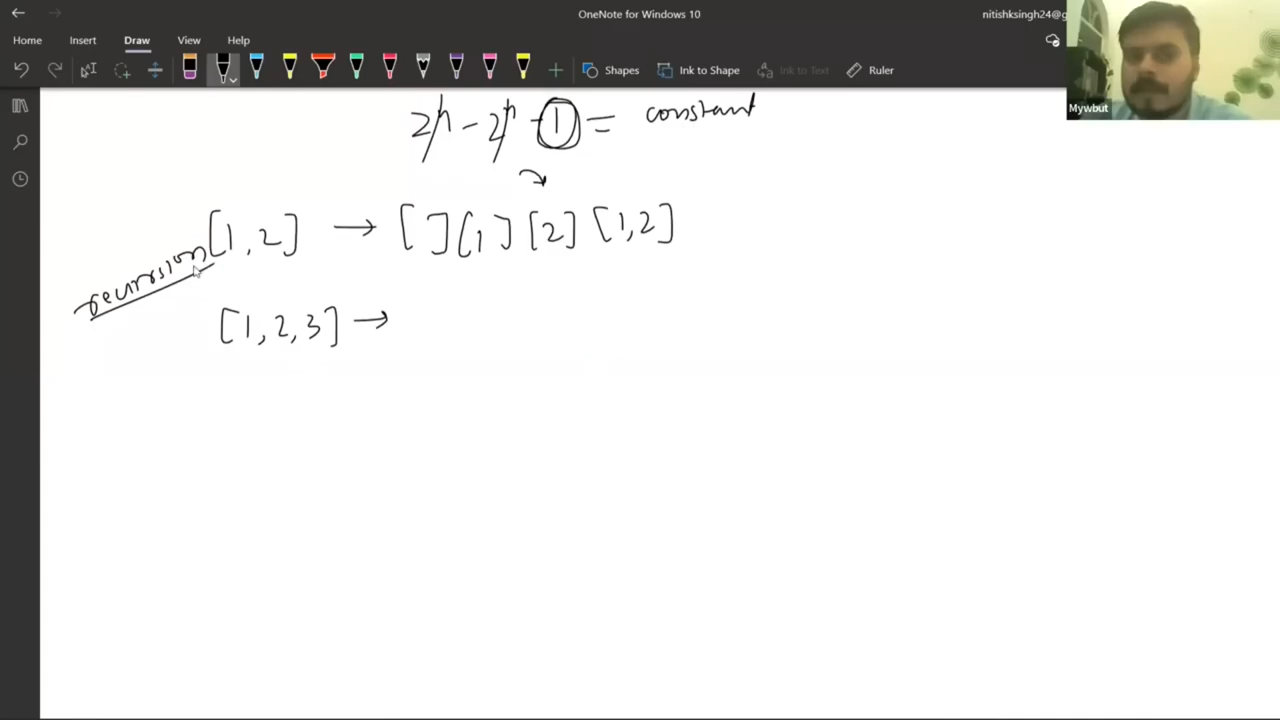 OneNote for Windows 10
nitishksingh24@g
Home Insert Draw View Help
Shapes Ink to Shape Ink to Text Ruler
Mywbut
2^n - 2^n - 1 = constant
recursion
[1,2] → [ ] [1] [2] [1,2]
[1,2,3] →